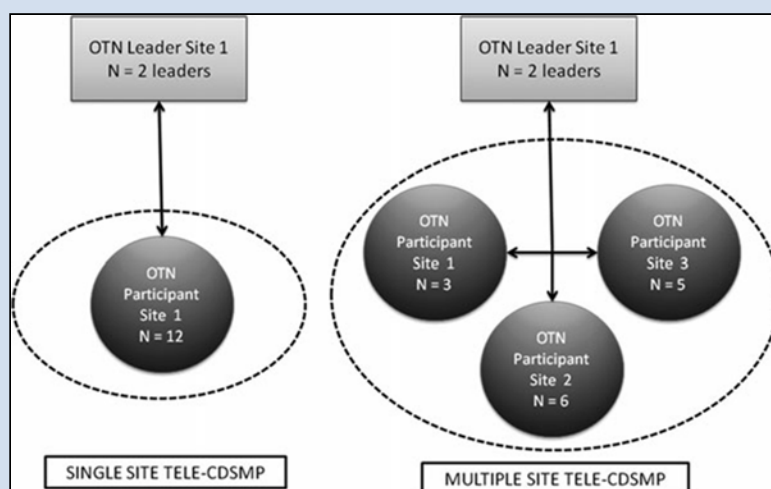 OTN Leader Site 1
N = 2 leaders
OTN
Participant
Site 1
N = 12
SINGLE SITE TELE-CDSMP
OTN Leader Site 1
N = 2 leaders
OTN
Participant
Site 1
N = 3
OTN
Participant
Site 3
N = 5
OTN
Participant
Site 2
N = 6
MULTIPLE SITE TELE-CDSMP